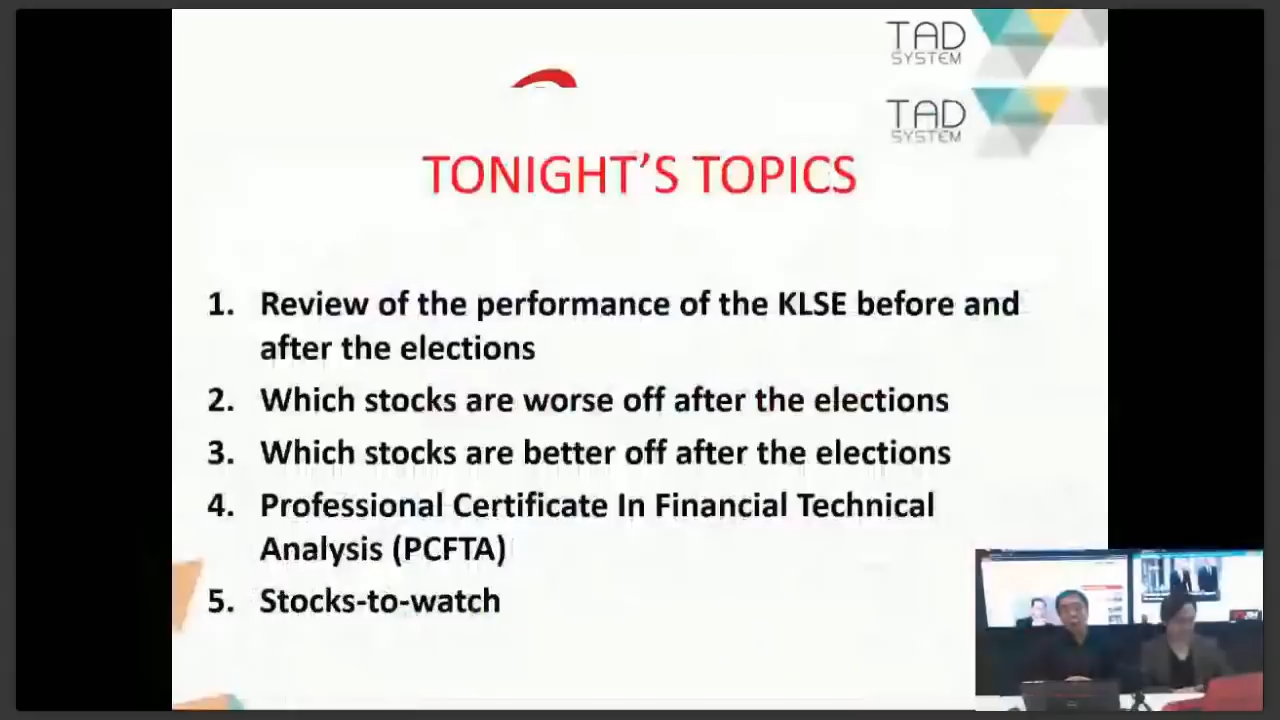 TAD
SYSTEM
TAD
SYSTEM
TONIGHT'S TOPICS
1. Review of the performance of the KLSE before and
after the elections
2. Which stocks are worse off after the elections
3. Which stocks are better off after the elections
4. Professional Certificate In Financial Technical
Analysis (PCFTA)
5. Stocks-to-watch